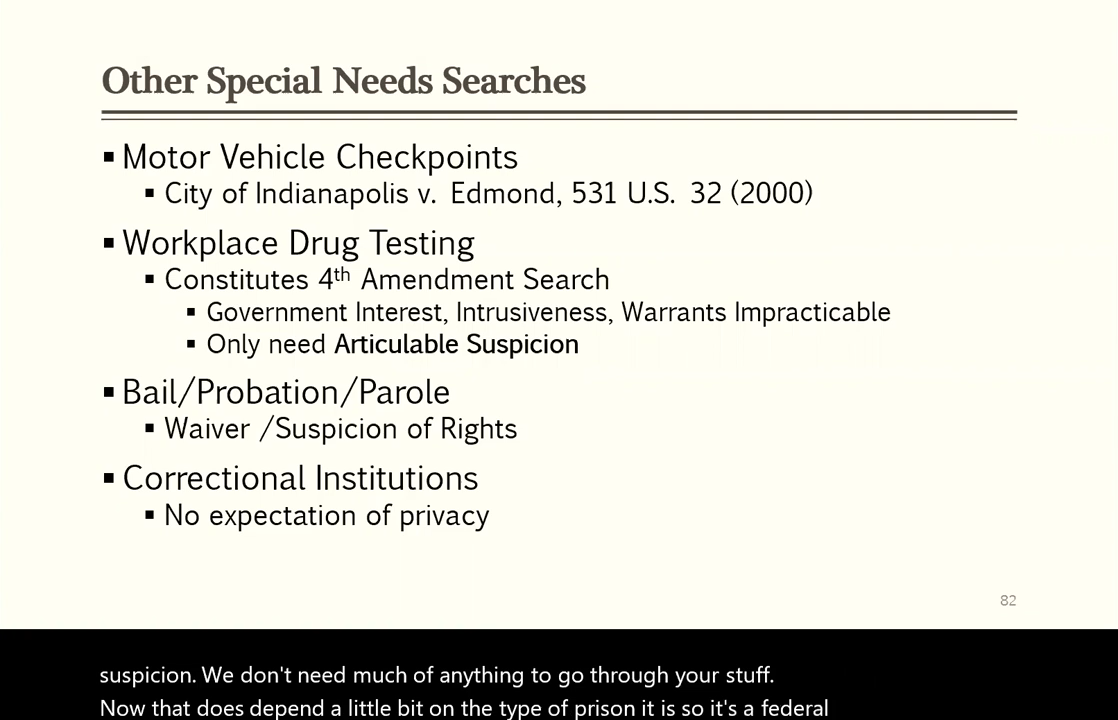 Other Special Needs Searches
▪ Motor Vehicle Checkpoints
▪ City of Indianapolis v. Edmond, 531 U.S. 32 (2000)
▪ Workplace Drug Testing
▪ Constitutes 4th Amendment Search
▪ Government Interest, Intrusiveness, Warrants Impracticable
▪ Only need Articulable Suspicion
▪ Bail/Probation/Parole
▪ Waiver /Suspicion of Rights
▪ Correctional Institutions
▪ No expectation of privacy
82
suspicion. We don't need much of anything to go through your stuff.
Now that does depend a little bit on the type of prison it is so it's a federal